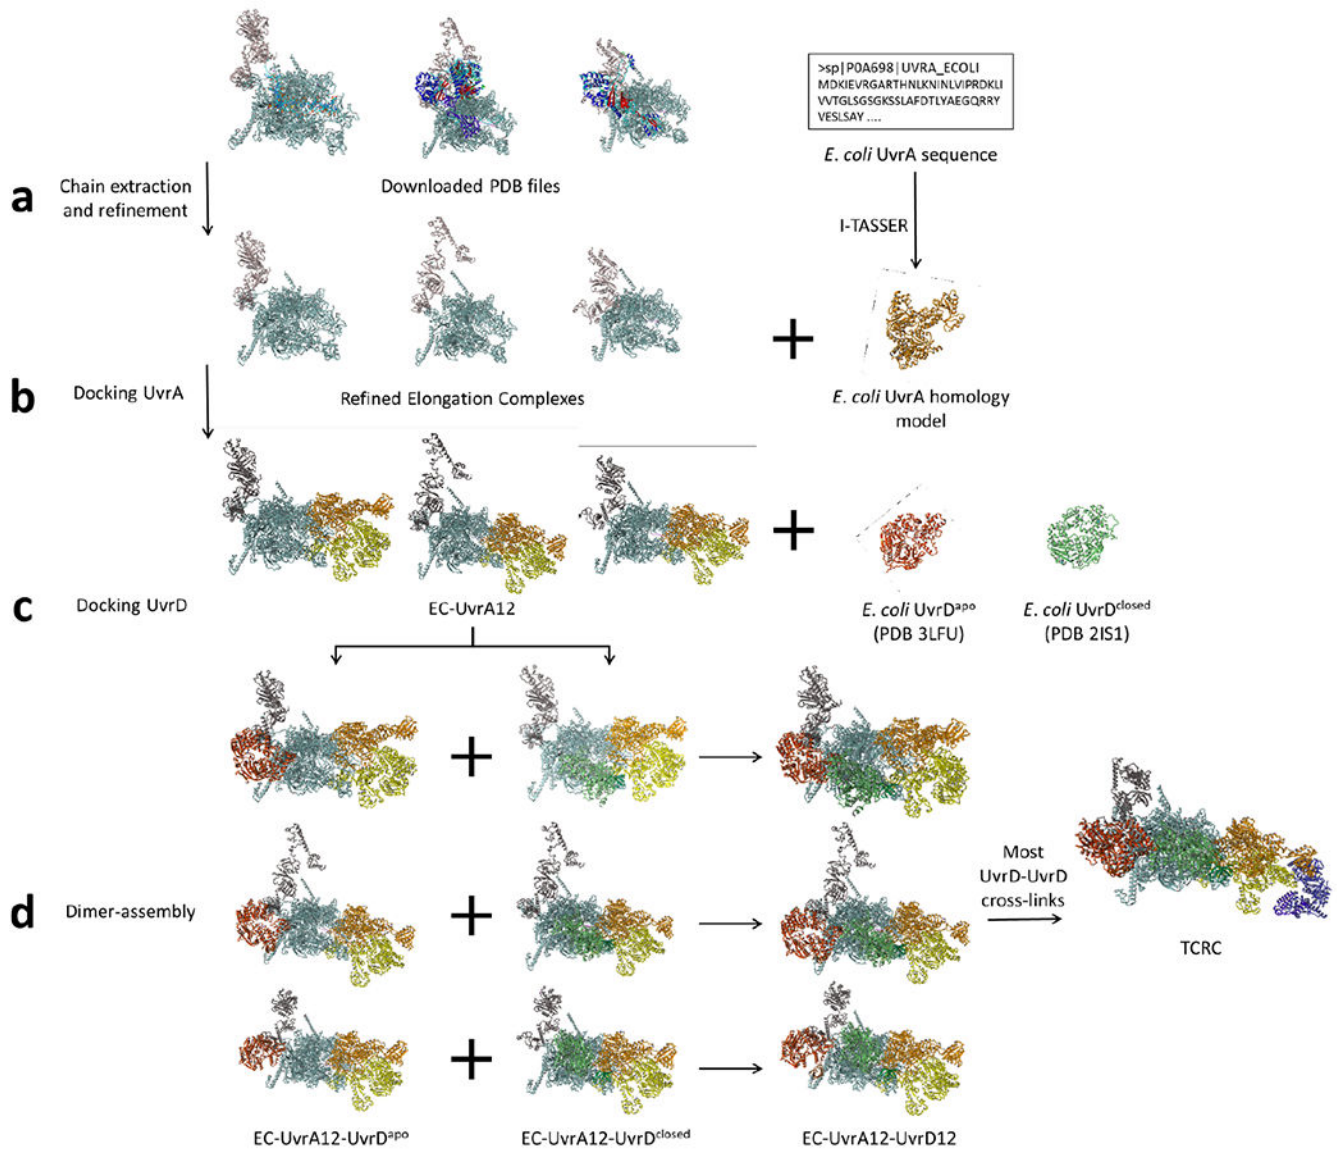 >sp|P0A698|UVRA_ECOLI
MDKIEVRGARTHNLKNINLVIPRDKLI
VVTGLSGSGKSSLAFDTLYAEGQRRY
VESLSAY ....
E. coli UvrA sequence
a
Chain extraction
and refinement
Downloaded PDB files
I-TASSER
b
Docking UvrA
Refined Elongation Complexes
E. coli UvrA homology
model
c
Docking UvrD
EC-UvrA12
E. coli UvrDapo
(PDB 3LFU)
E. coli UvrDclosed
(PDB 2IS1)
d
Dimer-assembly
Most
UvrD-UvrD
cross-links
TCRC
EC-UvrA12-UvrDapo
EC-UvrA12-UvrDclosed
EC-UvrA12-UvrD12